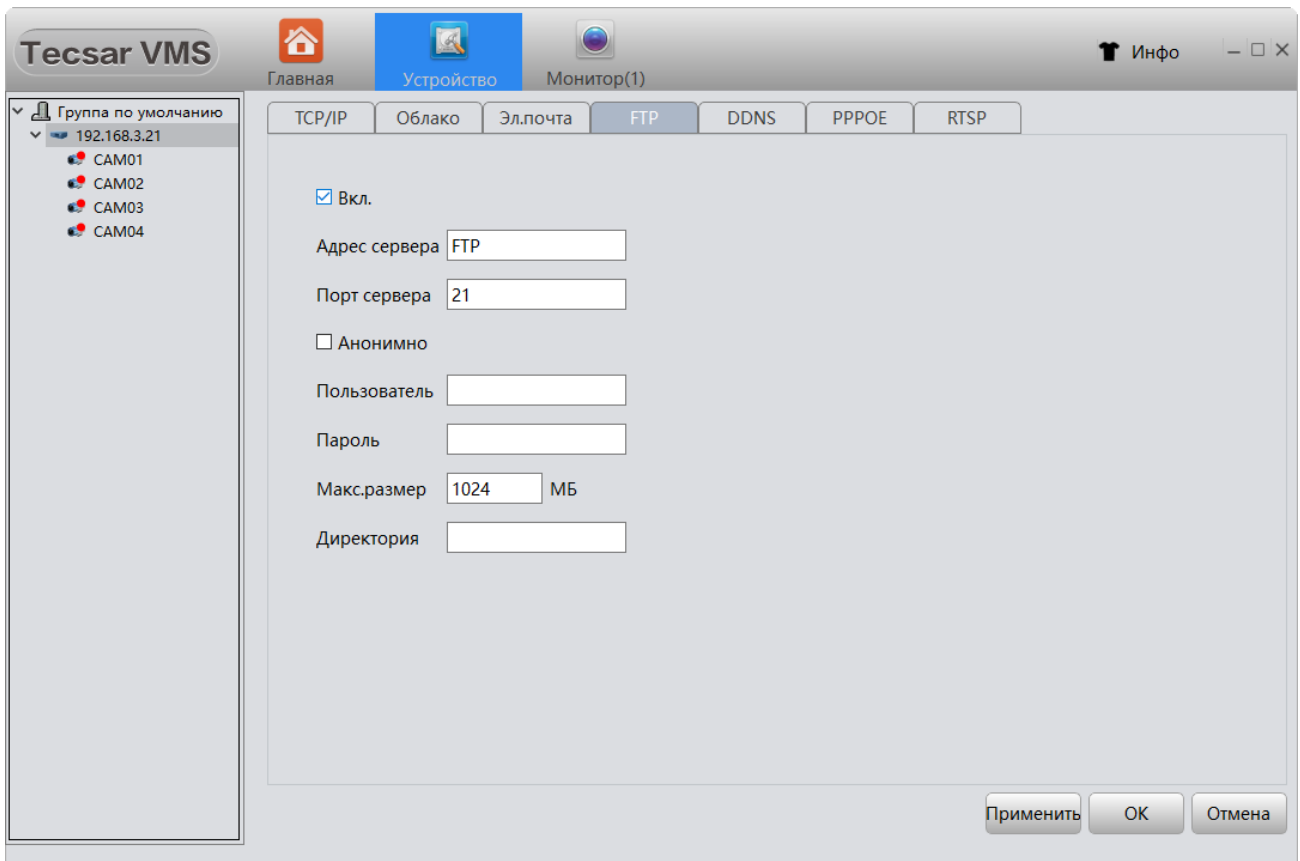 Tecsar VMS
Главная
Устройство
Монитор(1)
Инфо
Группа по умолчанию
192.168.3.21
CAM01
CAM02
CAM03
CAM04
TCP/IP Облако Эл.почта FTP DDNS PPPOE RTSP
Вкл.
Адрес сервера FTP
Порт сервера 21
Анонимно
Пользователь
Пароль
Макс.размер 1024 МБ
Директория
Применить OK Отмена